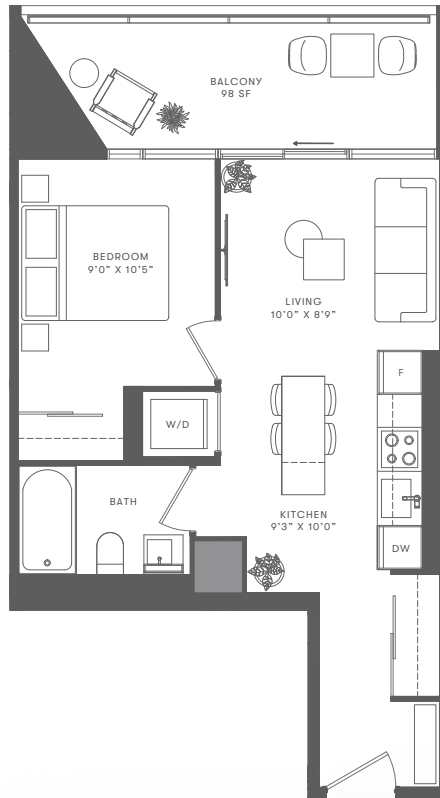 BALCONY
98 SF
BEDROOM
9'0" X 10'5"
LIVING
10'0" X 8'9"
F
W/D
BATH
KITCHEN
9'3" X 10'0"
DW